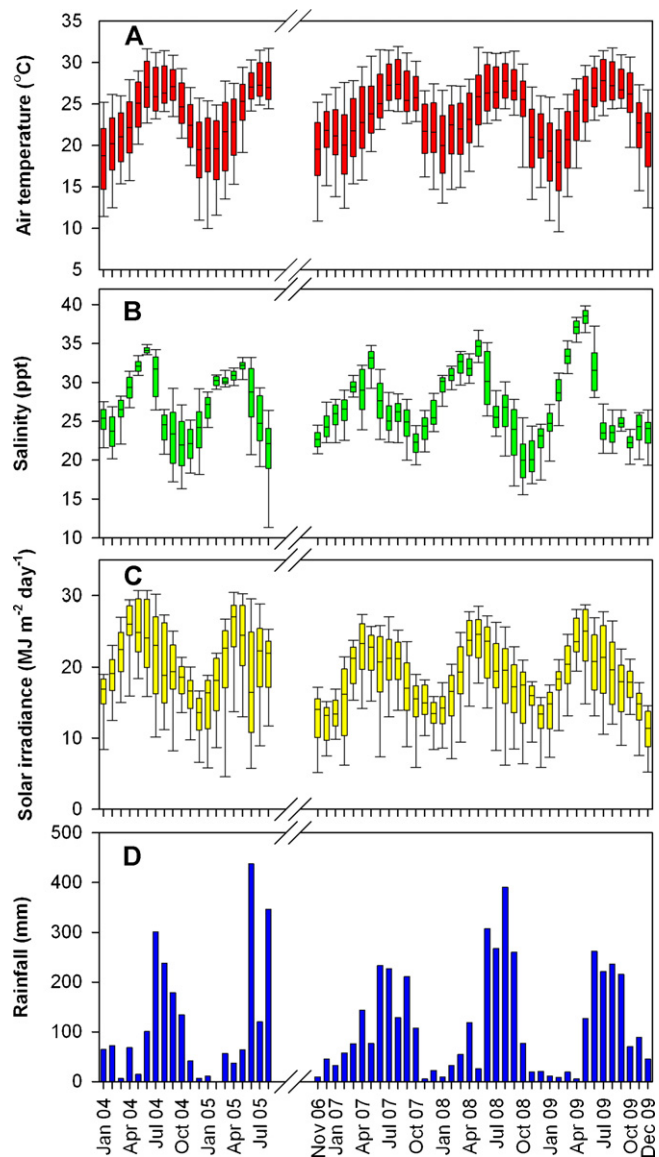 A
Air temperature (°C)
35
30
25
20
15
10
5
B
Salinity (ppt)
40
35
30
25
20
15
10
C
Solar irradiance (MJ m⁻² day⁻¹)
30
20
10
0
D
Rainfall (mm)
500
400
300
200
100
0
Jan 04
Apr 04
Jul 04
Oct 04
Jan 05
Apr 05
Jul 05
Nov 06
Jan 07
Apr 07
Jul 07
Oct 07
Jan 08
Apr 08
Jul 08
Oct 08
Jan 09
Apr 09
Jul 09
Oct 09
Dec 09